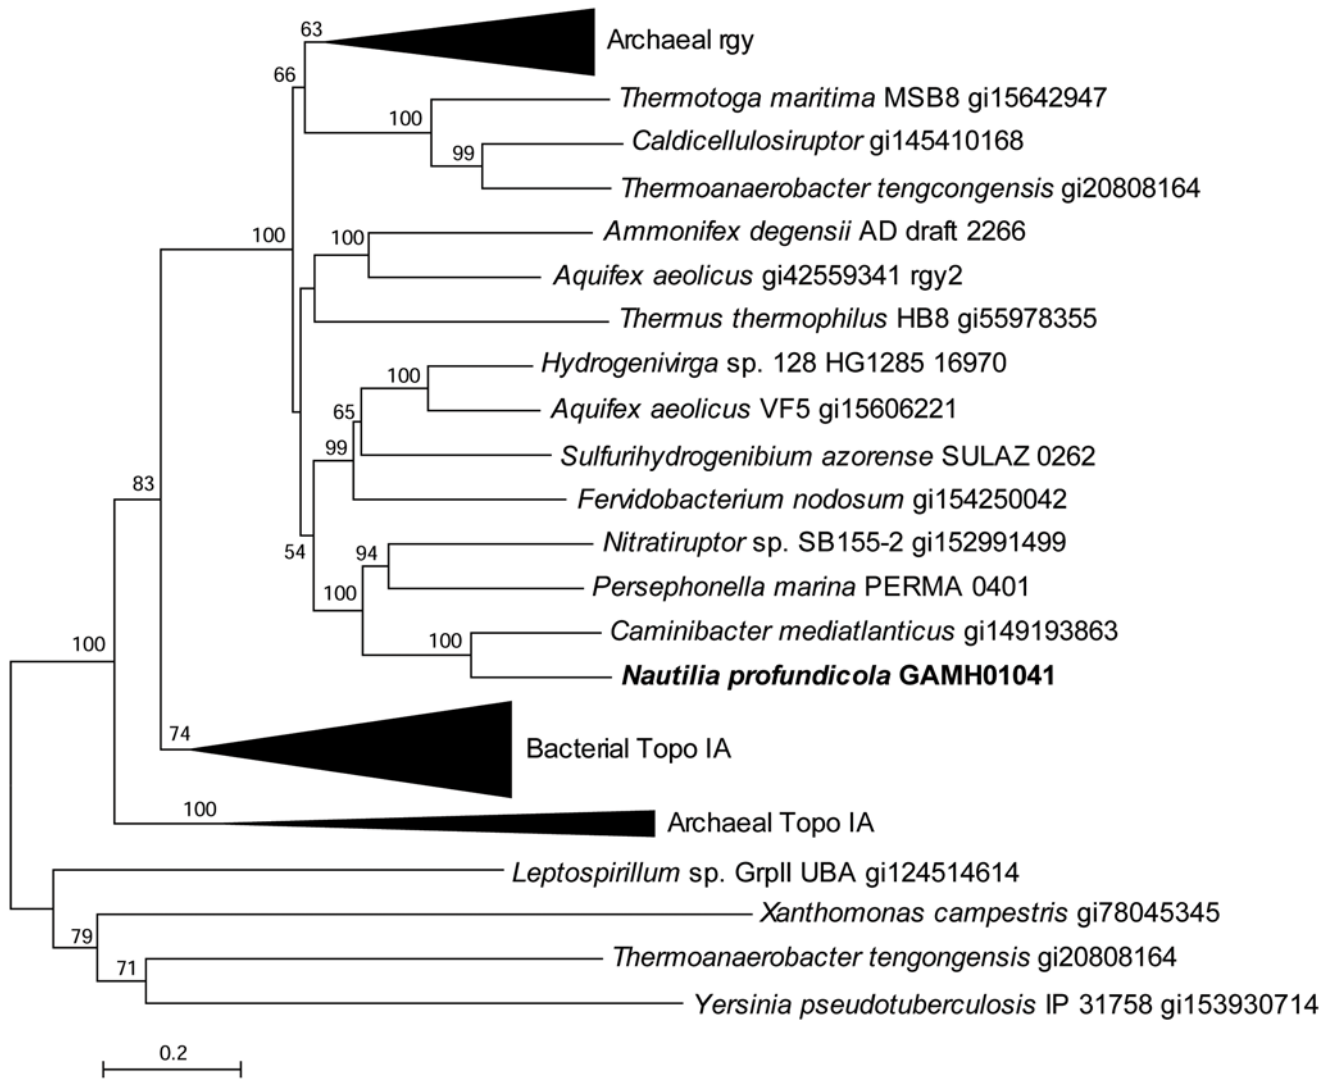 63
Archaeal rgy
66
Thermotoga maritima MSB8 gi15642947
100
Caldicellulosiruptor gi145410168
99
Thermoanaerobacter tengcongensis gi20808164
100
100
Ammonifex degensii AD draft 2266
Aquifex aeolicus gi42559341 rgy2
Thermus thermophilus HB8 gi55978355
Hydrogenivirga sp. 128 HG1285 16970
100
Aquifex aeolicus VF5 gi15606221
65
99
Sulfurihydrogenibium azorense SULAZ 0262
83
Fervidobacterium nodosum gi154250042
54
94
Nitratiruptor sp. SB155-2 gi152991499
Persephonella marina PERMA 0401
100
Caminibacter mediatlanticus gi149193863
100
100
Nautilia profundicola GAMH01041
74
Bacterial Topo IA
100
Archaeal Topo IA
Leptospirillum sp. GrpII UBA gi124514614
Xanthomonas campestris gi78045345
79
Thermoanaerobacter tengongensis gi20808164
71
Yersinia pseudotuberculosis IP 31758 gi153930714
0.2